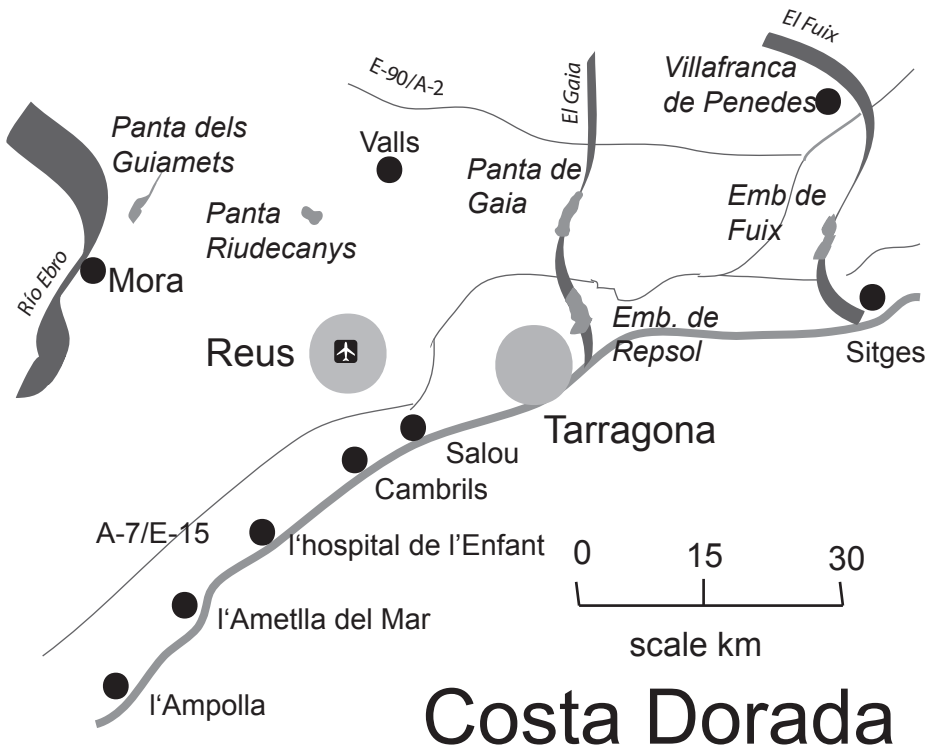 El Fuix
E-90/A-2
El Gaia
Villafranca
de Penedes
Panta dels
Guiamets
Valls
Panta de
Gaia
Emb de
Fuix
Panta
Riudecanys
Río Ebro
Mora
Emb. de
Repsol
Reus
Sitges
Tarragona
Salou
Cambrils
A-7/E-15
l‘hospital de l’Enfant
0 15 30
l‘Ametlla del Mar
scale km
l‘Ampolla
Costa Dorada